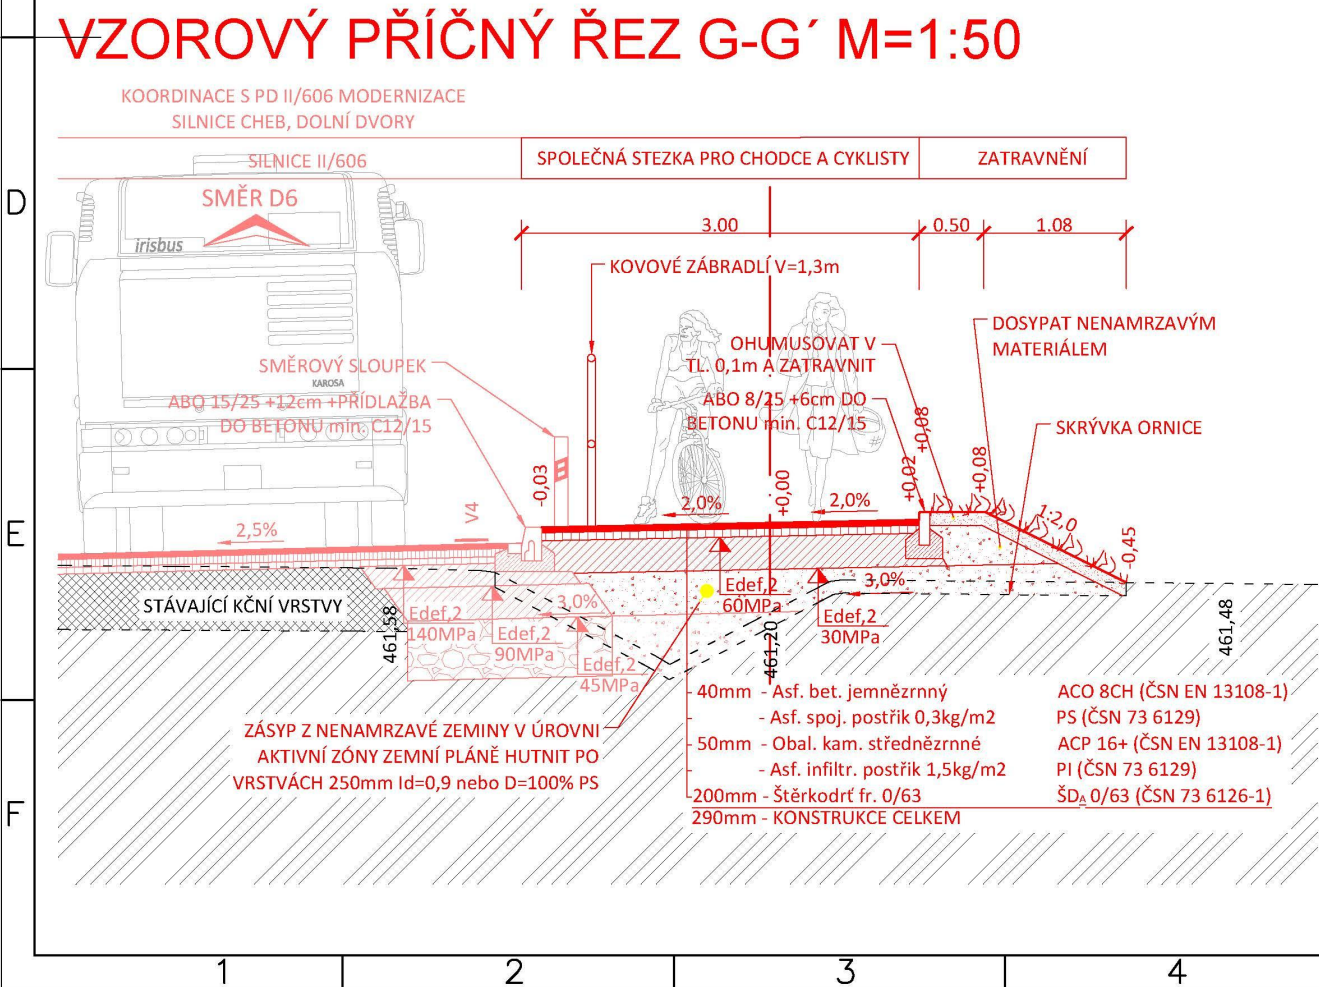 VZOROVÝ PŘÍČNÝ ŘEZ G-G´ M=1:50
KOORDINACE S PD II/606 MODERNIZACE
SILNICE CHEB, DOLNÍ DVORY
SILNICE II/606
SPOLEČNÁ STEZKA PRO CHODCE A CYKLISTY
ZATRAVNĚNÍ
SMĚR D6
irisbus
3.00
0.50
1.08
KOVOVÉ ZÁBRADLÍ V=1,3m
DOSYPAT NENAMRZAVÝM
MATERIÁLEM
OHUMUSOVAT V
TL. 0,1m A ZATRAVNIT
SMĚROVÝ SLOUPEK
KAROSA
ABO 15/25 +12cm +PŘÍDLAŽBA
DO BETONU min. C12/15
ABO 8/25 +6cm DO
BETONU min. C12/15
SKRÝVKA ORNICE
-0,03
+0,00
+0,02
+0,08
+0,08
-0,45
V4
2,5%
2,0%
2,0%
1:2,0
3,0%
3,0%
STÁVAJÍCÍ KČNÍ VRSTVY
461,58
461,20
461,48
Edef,2
140MPa
Edef,2
90MPa
Edef,2
45MPa
Edef,2
60MPa
Edef,2
30MPa
ZÁSYP Z NENAMRZAVÉ ZEMINY V ÚROVNI
AKTIVNÍ ZÓNY ZEMNÍ PLÁNĚ HUTNIT PO
VRSTVÁCH 250mm Id=0,9 nebo D=100% PS
40mm - Asf. bet. jemnězrnný ACO 8CH (ČSN EN 13108-1)
- Asf. spoj. postřik 0,3kg/m2 PS (ČSN 73 6129)
50mm - Obal. kam. střednězrnné ACP 16+ (ČSN EN 13108-1)
- Asf. infiltr. postřik 1,5kg/m2 PI (ČSN 73 6129)
200mm - Štěrkodrť fr. 0/63 ŠDA 0/63 (ČSN 73 6126-1)
290mm - KONSTRUKCE CELKEM
D
E
F
1
2
3
4